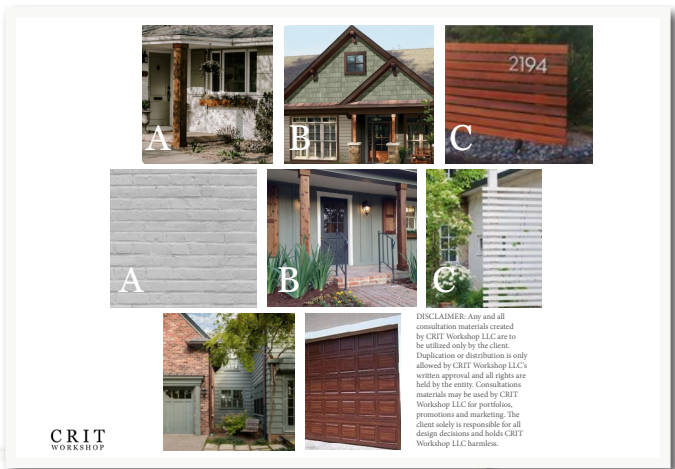 2194
A
B
C
A
B
C
DISCLAIMER: Any and all
consultation materials created
by CRIT Workshop LLC are to
be utilized only by the client.
Duplication or distribution is only
allowed by CRIT Workshop LLC's
written approval and all rights are
held by the entity. Consultations
materials may be used by CRIT
Workshop LLC for portfolios,
promotions and marketing. The
client solely is responsible for all
design decisions and holds CRIT
Workshop LLC harmless.
CRIT
WORKSHOP